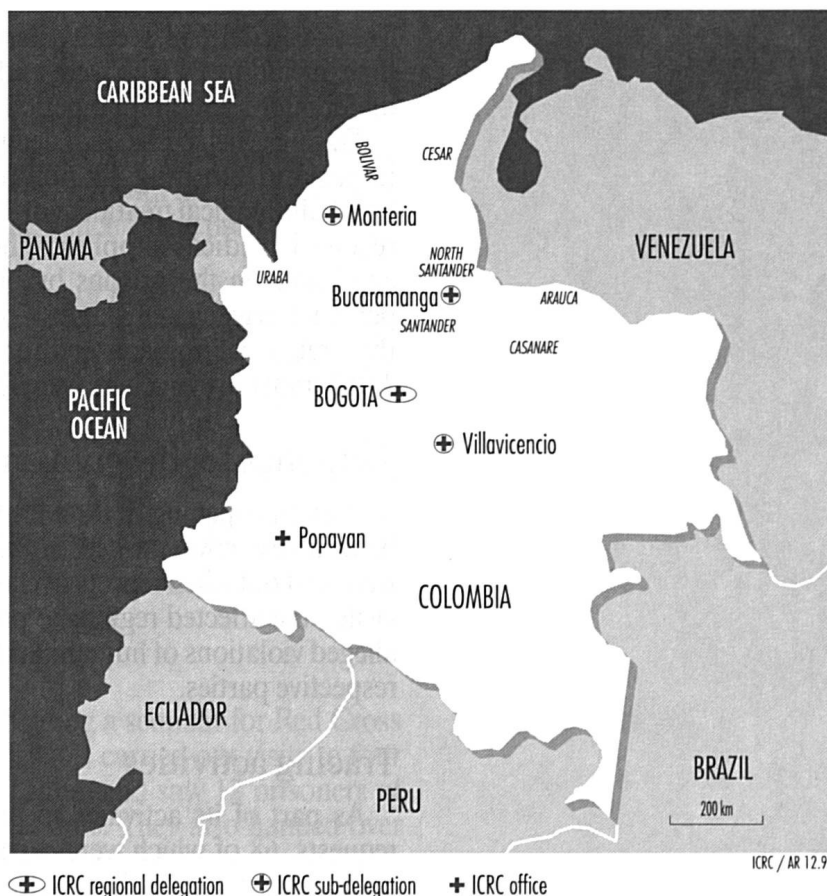 CARIBBEAN SEA
BOLIVAR
CESAR
Monteria
PANAMA
URABA
NORTH
SANTANDER
VENEZUELA
Bucaramanga
ARAUCA
SANTANDER
CASANARE
PACIFIC
OCEAN
BOGOTA
Villavicencio
Popayan
COLOMBIA
ECUADOR
PERU
BRAZIL
200 km
ICRC / AR 12.9
ICRC regional delegation
ICRC sub-delegation
ICRC office